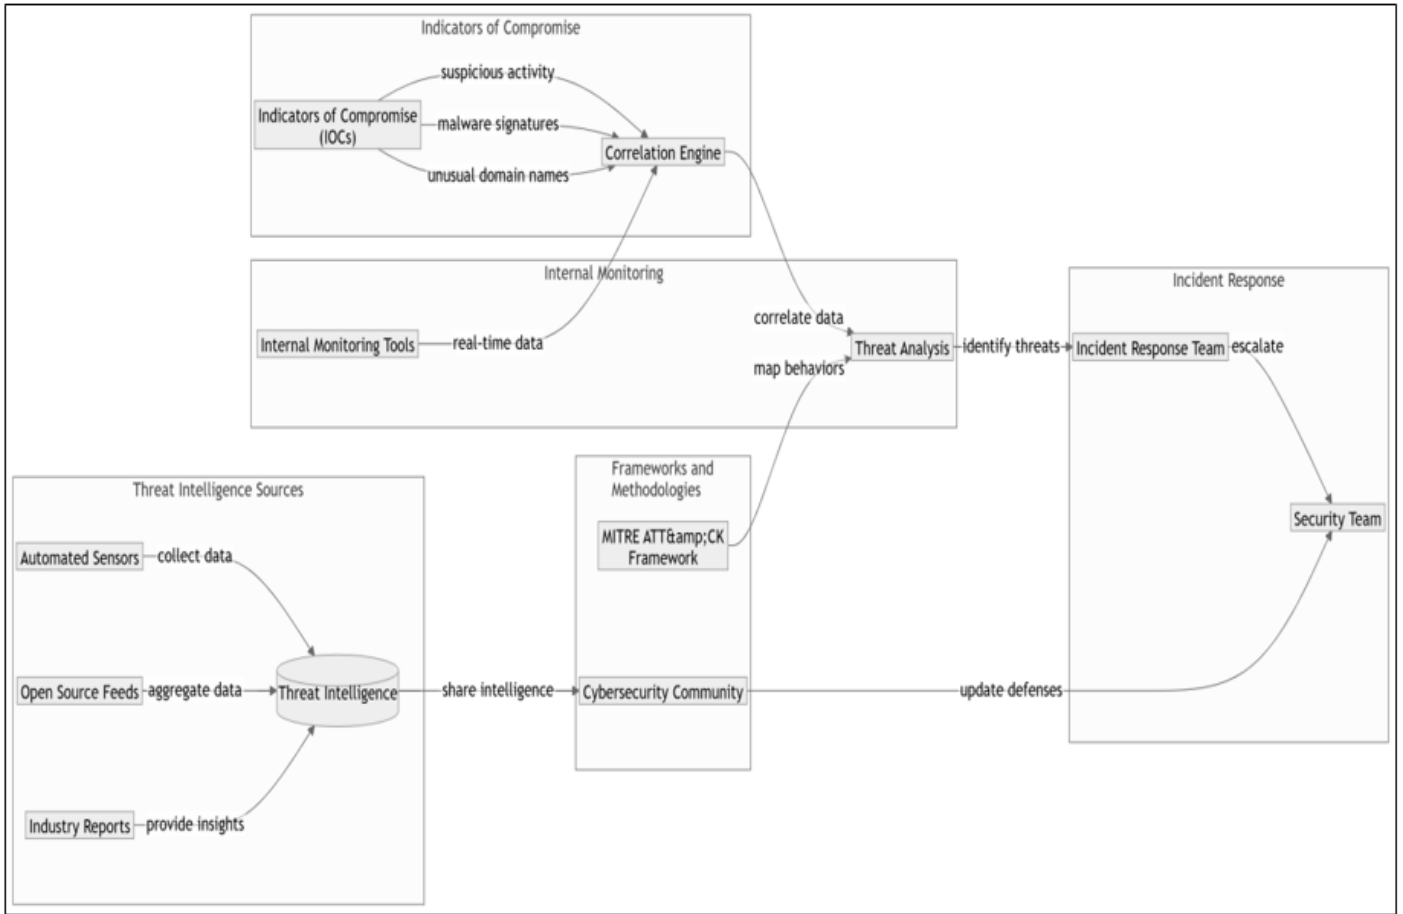 Indicators of Compromise
suspicious activity
Indicators of Compromise
(IOCs)
malware signatures
Correlation Engine
unusual domain names
Internal Monitoring
Internal Monitoring Tools
real-time data
correlate data
map behaviors
Threat Analysis
identify threats
Incident Response
Incident Response Team
escalate
Security Team
Threat Intelligence Sources
Automated Sensors
collect data
Open Source Feeds
aggregate data
Threat Intelligence
Industry Reports
provide insights
share intelligence
Frameworks and
Methodologies
MITRE ATT&amp;CK
Framework
Cybersecurity Community
update defenses